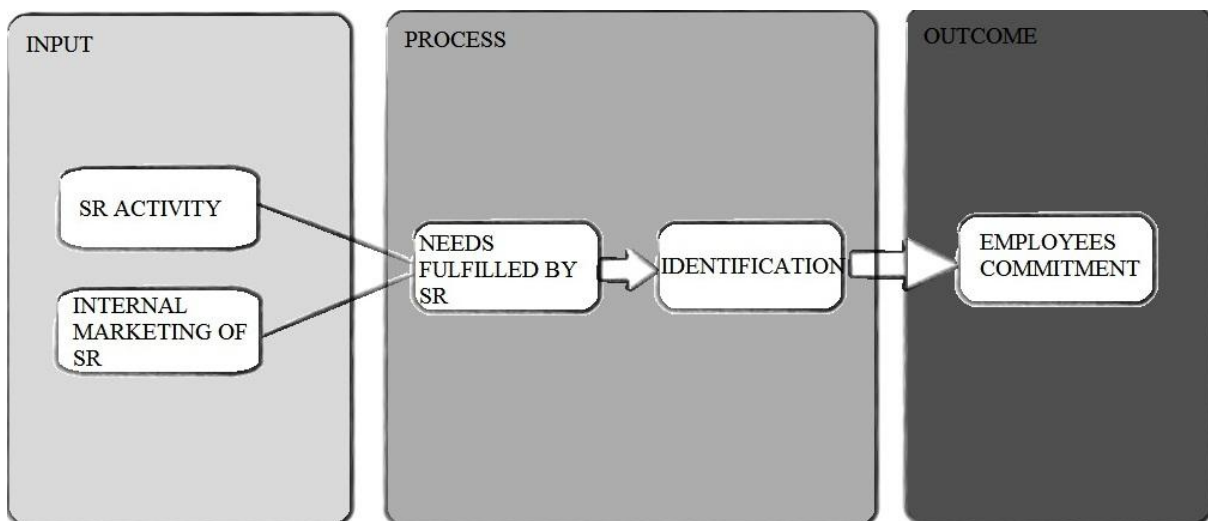 INPUT
PROCESS
OUTCOME
SR ACTIVITY
INTERNAL
MARKETING OF
SR
NEEDS
FULFILLED BY
SR
IDENTIFICATION
EMPLOYEES
COMMITMENT